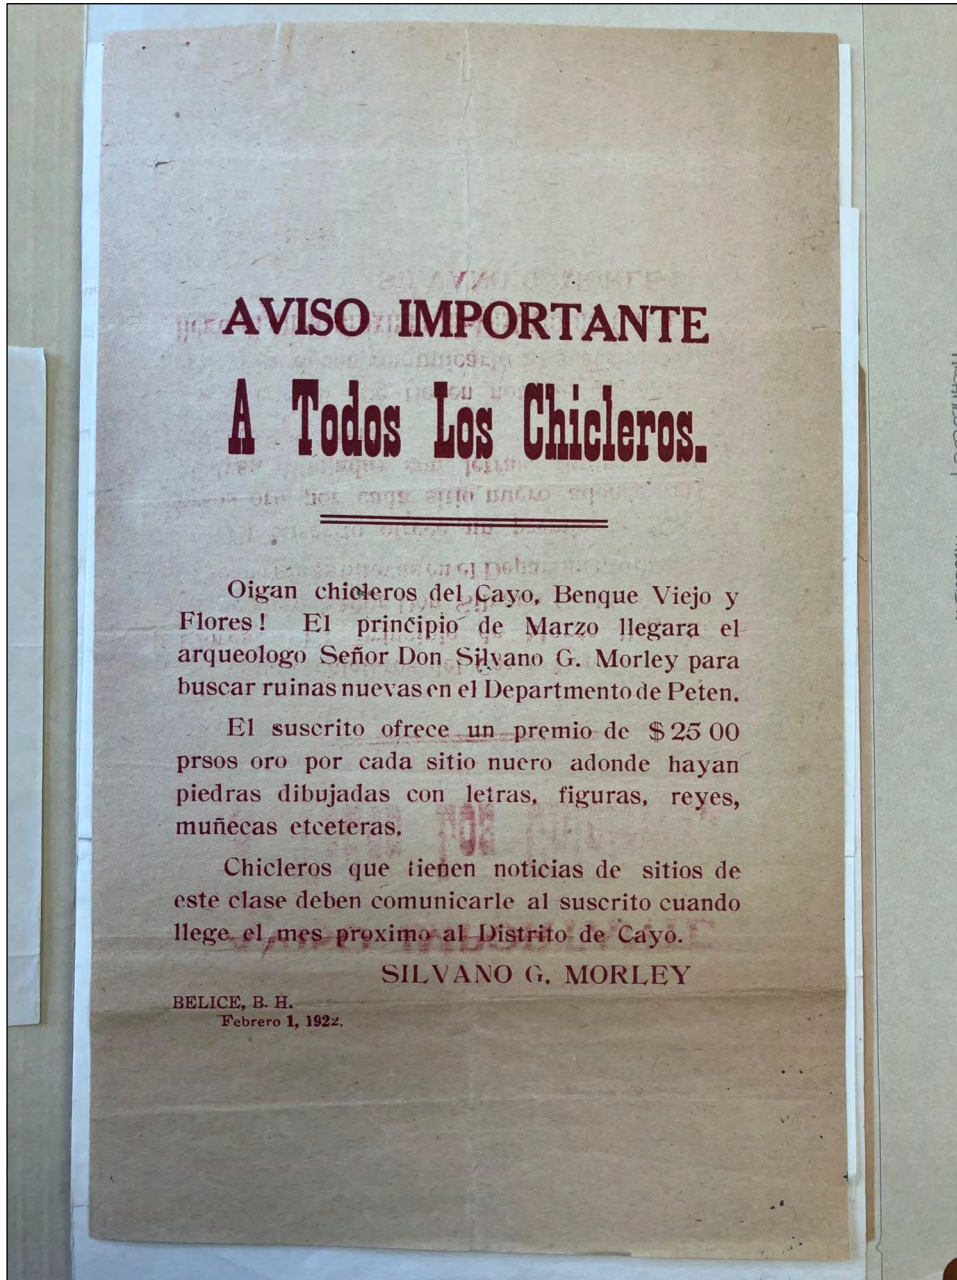 AVISO IMPORTANTE
A Todos Los Chicleros.
Oigan chicleros del Cayo, Benque Viejo y
Flores! El principio de Marzo llegara el
arqueologo Señor Don Silvano G. Morley para
buscar ruinas nuevas en el Departmento de Peten.
El suscrito ofrece un premio de $25 00
prsos oro por cada sitio nuero adonde hayan
piedras dibujadas con letras, figuras, reyes,
muñecas etceteras.
Chicleros que tienen noticias de sitios de
este clase deben comunicarle al suscrito cuando
llege el mes proximo al Distrito de Cayo.
SILVANO G. MORLEY
BELICE, B. H.
Febrero 1, 1922.